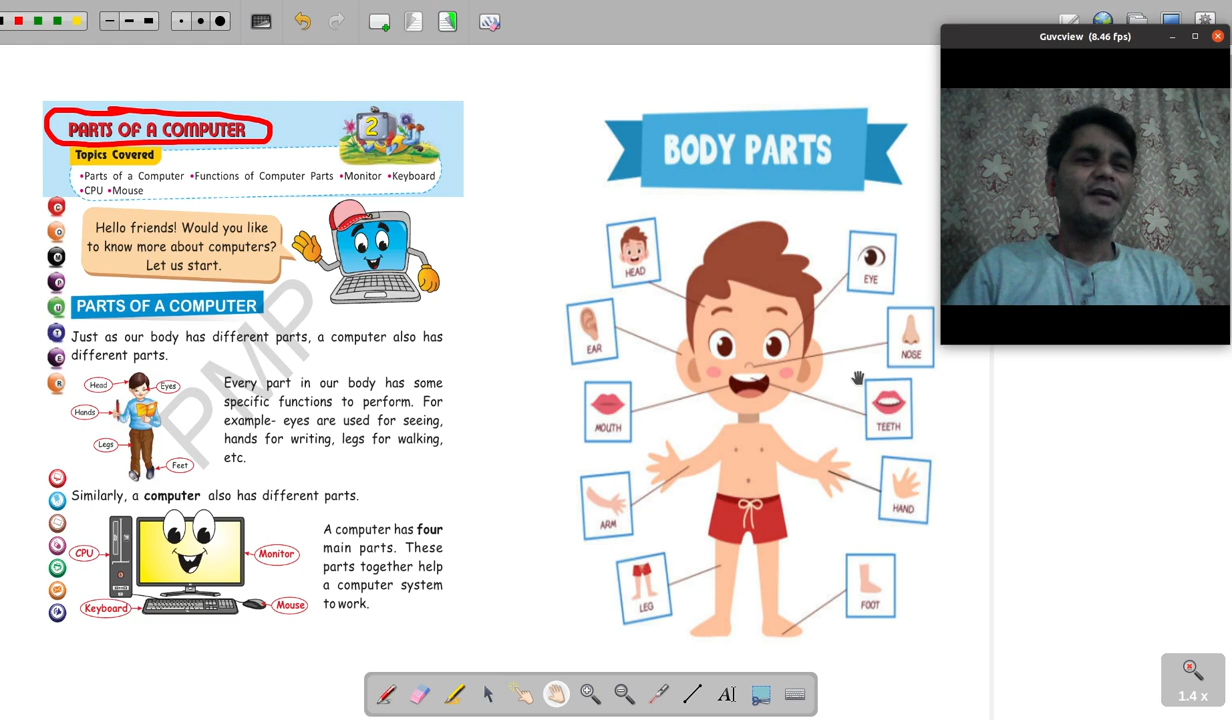 Guvcview (8.46 fps)
PARTS OF A COMPUTER
2
Topics Covered
•Parts of a Computer •Functions of Computer Parts •Monitor •Keyboard
•CPU •Mouse
C
O
M
P
U
T
E
R
Hello friends! Would you like
to know more about computers?
Let us start.
PARTS OF A COMPUTER
Just as our body has different parts, a computer also has
different parts.
Head
Eyes
Hands
Legs
Feet
Every part in our body has some
specific functions to perform. For
example- eyes are used for seeing,
hands for writing, legs for walking,
etc.
PMP
Similarly, a computer also has different parts.
CPU
Monitor
Keyboard
Mouse
A computer has four
main parts. These
parts together help
a computer system
to work.
BODY PARTS
HEAD
EYE
EAR
NOSE
MOUTH
TEETH
ARM
HAND
LEG
FOOT
AI
1.4 x